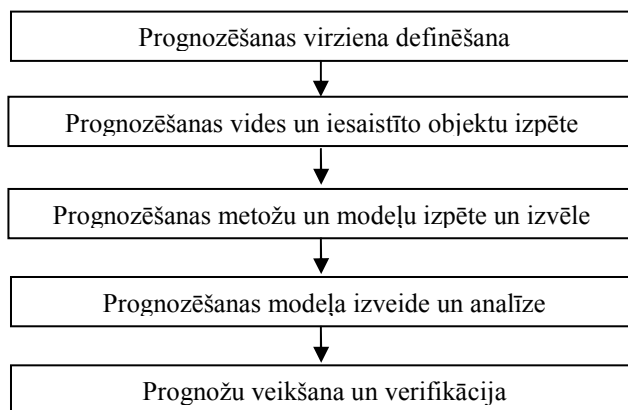 Prognozēšanas virziena definēšana
Prognozēšanas vides un iesaistīto objektu izpēte
Prognozēšanas metožu un modeļu izpēte un izvēle
Prognozēšanas modeļa izveide un analīze
Prognožu veikšana un verifikācija